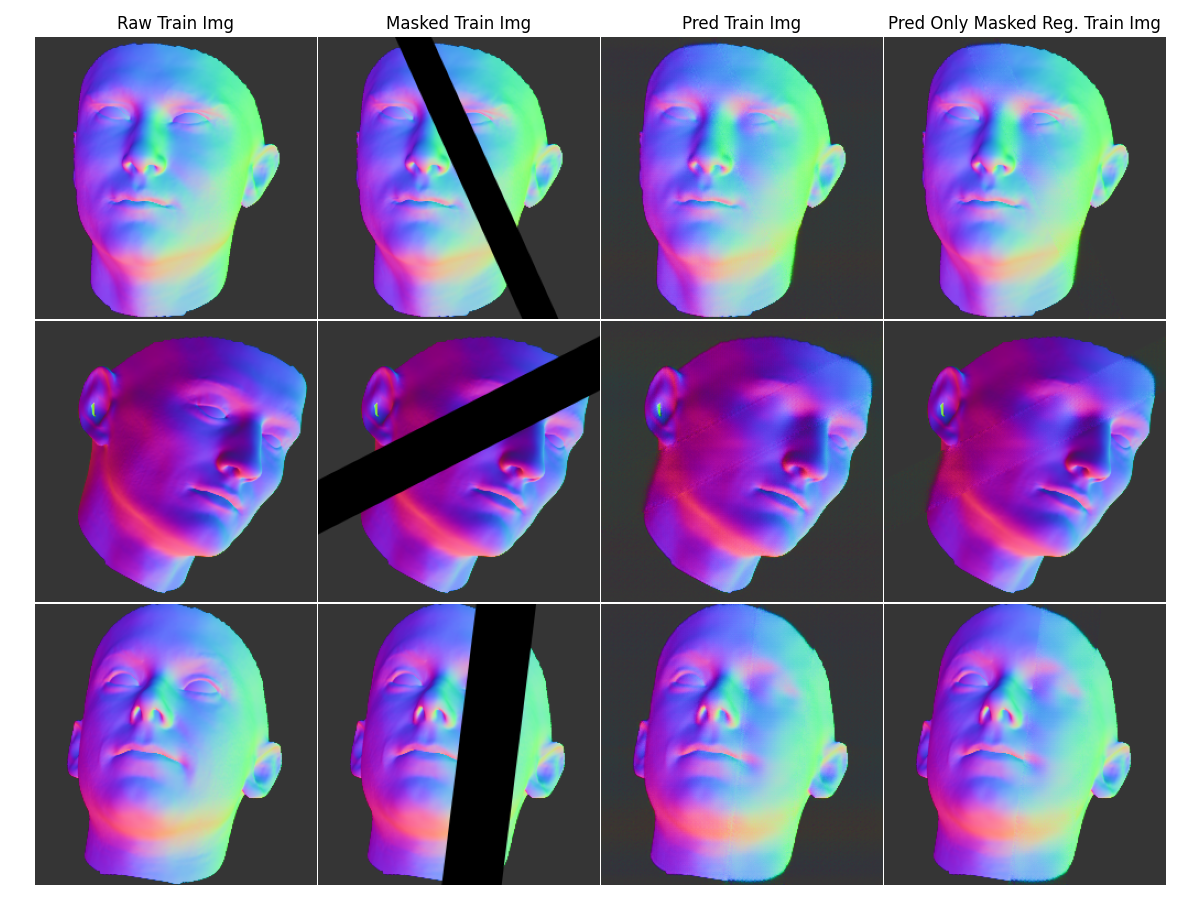 Raw Train Img
Masked Train Img
Pred Train Img
Pred Only Masked Reg. Train Img